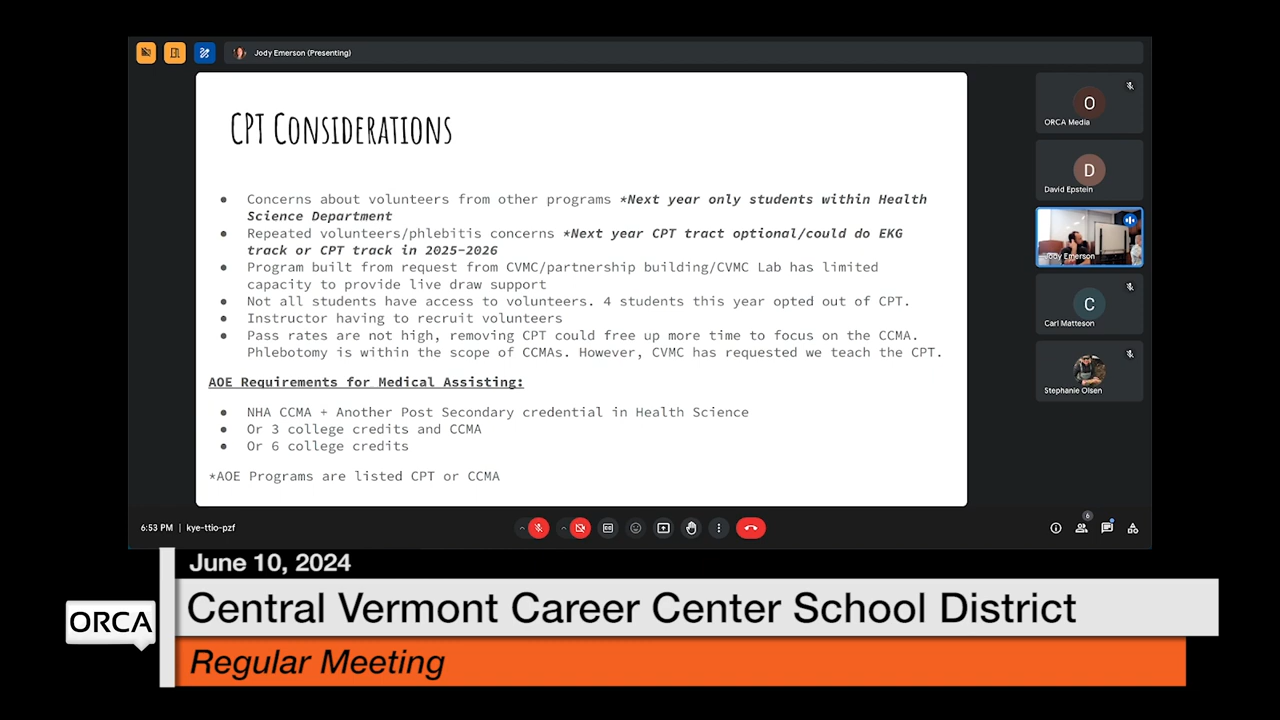 Jody Emerson (Presenting)
CPT Considerations
● Concerns about volunteers from other programs *Next year only students within Health
Science Department
● Repeated volunteers/phlebitis concerns *Next year CPT tract optional/could do EKG
track or CPT track in 2025-2026
● Program built from request from CVMC/partnership building/CVMC Lab has limited
capacity to provide live draw support
● Not all students have access to volunteers. 4 students this year opted out of CPT.
● Instructor having to recruit volunteers
● Pass rates are not high, removing CPT could free up more time to focus on the CCMA.
Phlebotomy is within the scope of CCMAs. However, CVMC has requested we teach the CPT.
AOE Requirements for Medical Assisting:
● NHA CCMA + Another Post Secondary credential in Health Science
● Or 3 college credits and CCMA
● Or 6 college credits
*AOE Programs are listed CPT or CCMA
O
ORCA Media
D
David Epstein
Jody Emerson
C
Carl Matteson
Stephanie Olsen
6:53 PM | kye-ttio-pzf
6
June 10, 2024
ORCA
Central Vermont Career Center School District
Regular Meeting